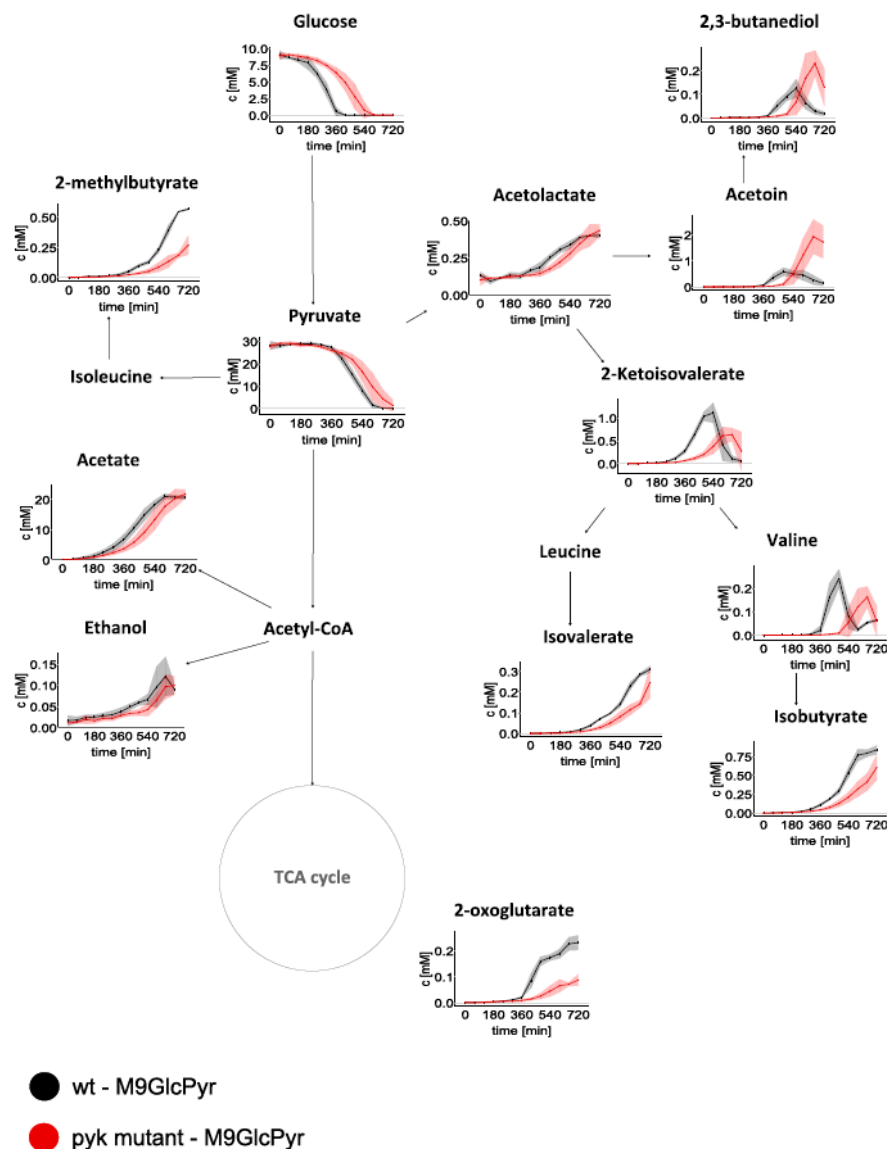 Glucose
10.0
7.5
5.0
2.5
0.0
c [mM]
0 180 360 540 720
time [min]
2,3-butanediol
0.2
0.1
0.0
c [mM]
0 180 360 540 720
time [min]
2-methylbutyrate
0.50
0.25
0.00
c [mM]
0 180 360 540 720
time [min]
Acetolactate
0.50
0.25
0.00
c [mM]
0 180 360 540 720
time [min]
Acetoin
2
1
0
c [mM]
0 180 360 540 720
time [min]
Pyruvate
30
20
10
0
c [mM]
0 180 360 540 720
time [min]
Isoleucine
2-Ketoisovalerate
1.0
0.5
0.0
c [mM]
0 180 360 540 720
time [min]
Acetate
20
10
0
c [mM]
0 180 360 540 720
time [min]
Leucine
Valine
0.2
0.1
0.0
c [mM]
0 180 360 540 720
time [min]
Ethanol
0.15
0.10
0.05
0.00
c [mM]
0 180 360 540 720
time [min]
Acetyl-CoA
Isovalerate
0.3
0.2
0.1
0.0
c [mM]
0 180 360 540 720
time [min]
Isobutyrate
0.75
0.50
0.25
0.00
c [mM]
0 180 360 540 720
time [min]
TCA cycle
2-oxoglutarate
0.2
0.1
0.0
c [mM]
0 180 360 540 720
time [min]
wt - M9GlcPyr
pyk mutant - M9GlcPyr